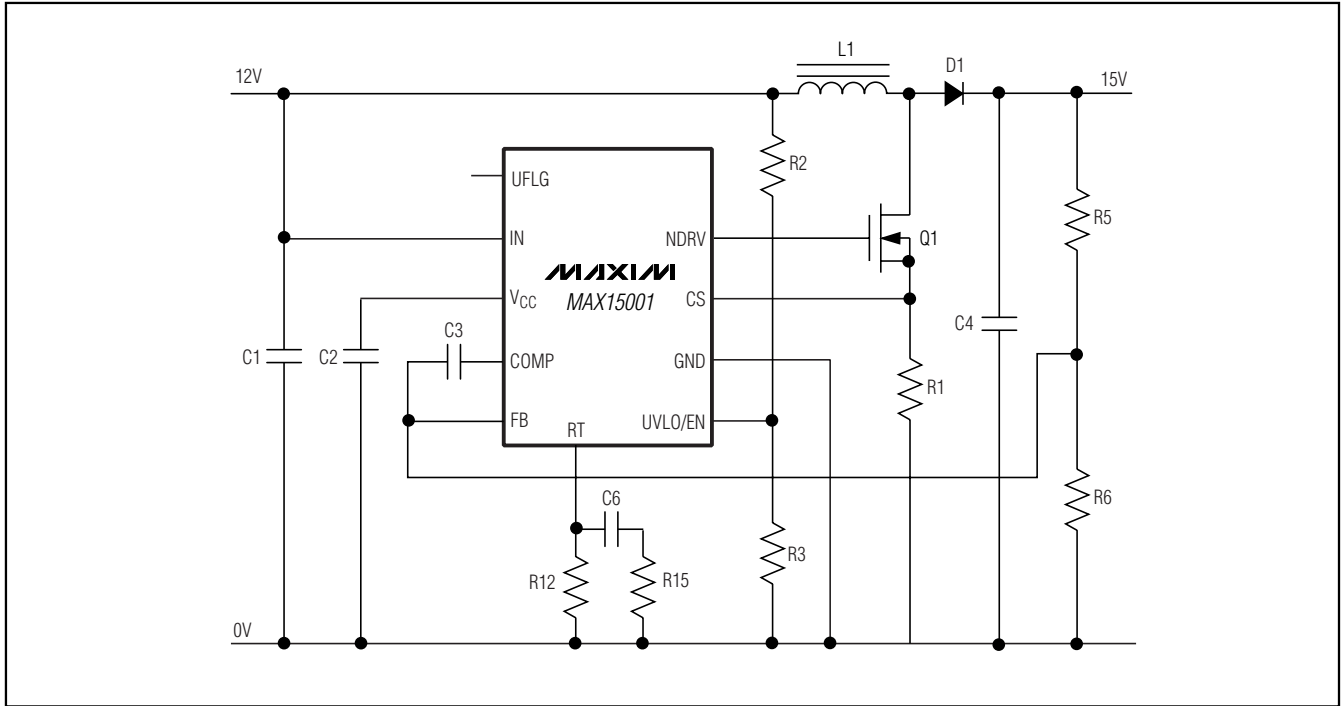 L1
D1
12V
15V
R2
UFLG
R5
IN
NDRV
Q1
MAXIM
VCC
MAX15001
CS
C3
C4
C1
C2
COMP
GND
R1
FB
UVLO/EN
RT
C6
R6
R3
R12
R15
0V